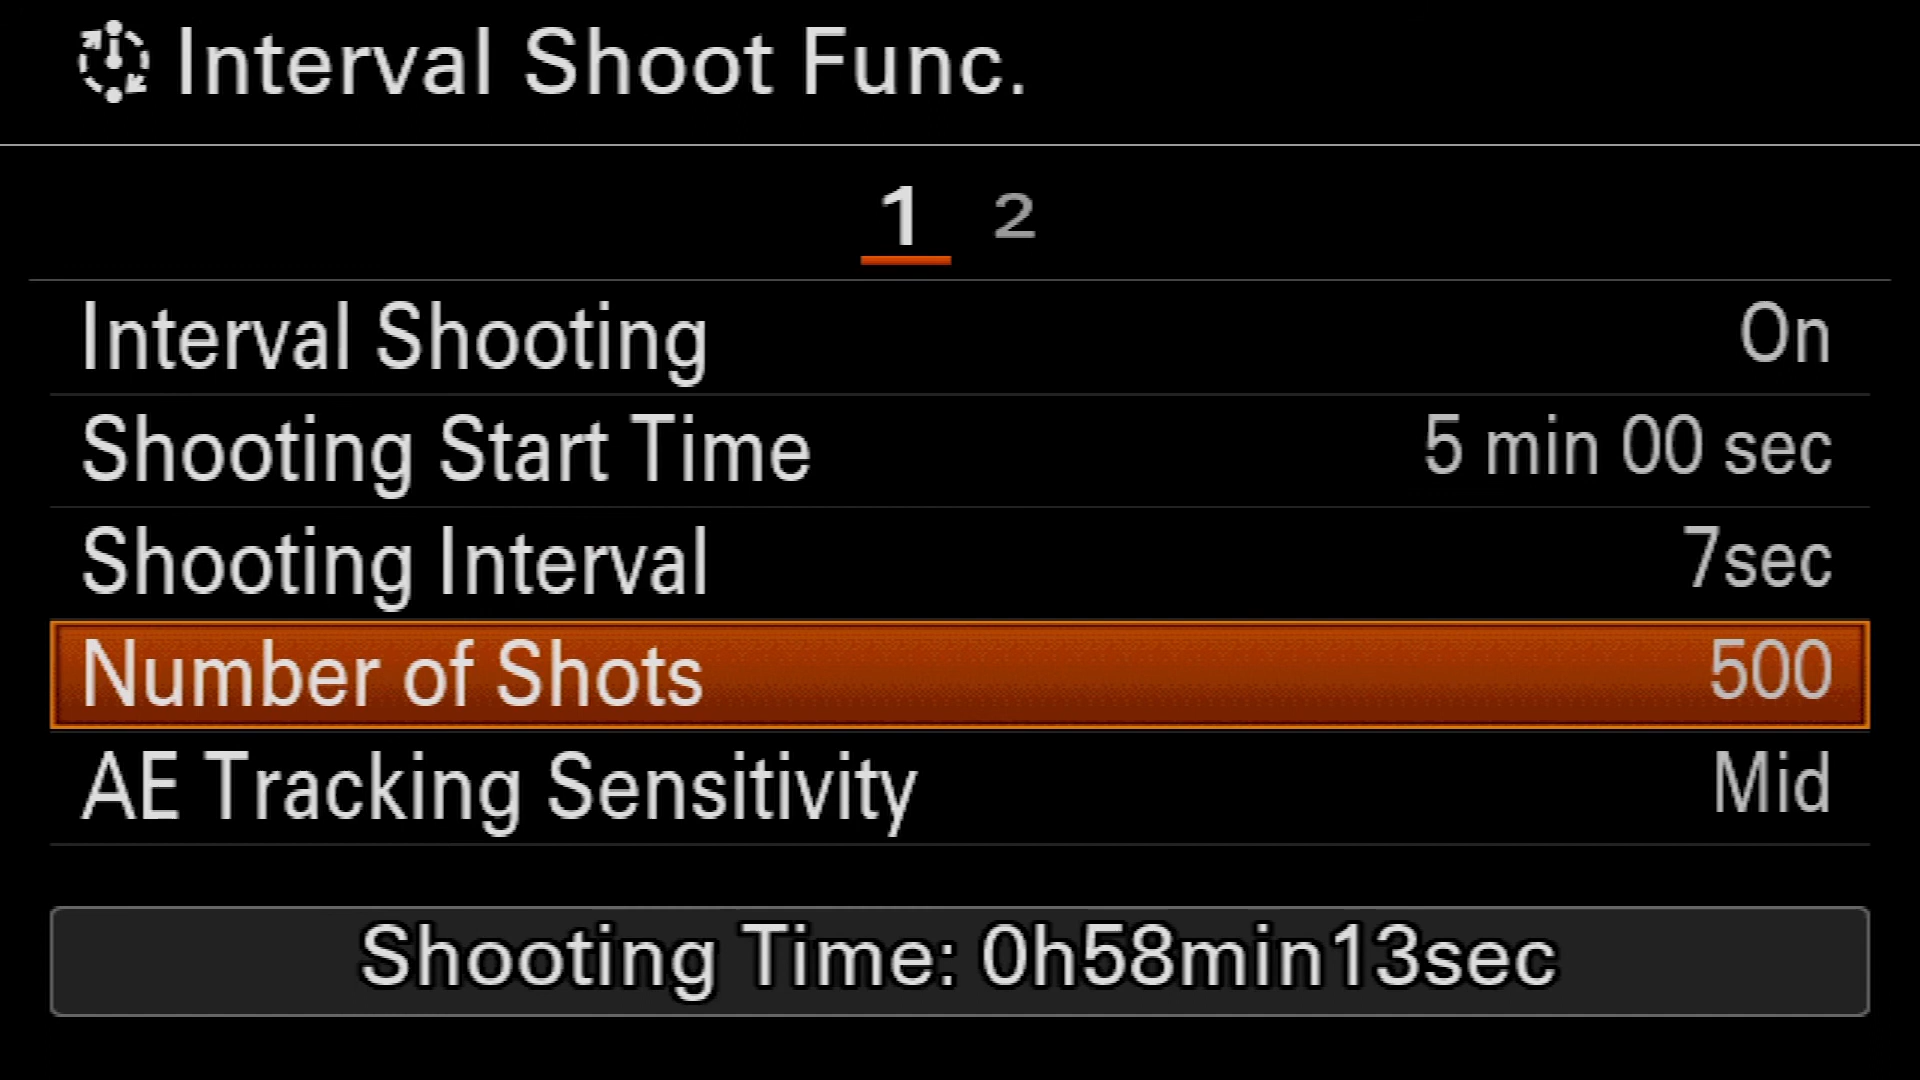 Interval Shoot Func.
1 2
Interval Shooting On
Shooting Start Time 5 min 00 sec
Shooting Interval 7sec
Number of Shots 500
AE Tracking Sensitivity Mid
Shooting Time: 0h58min13sec